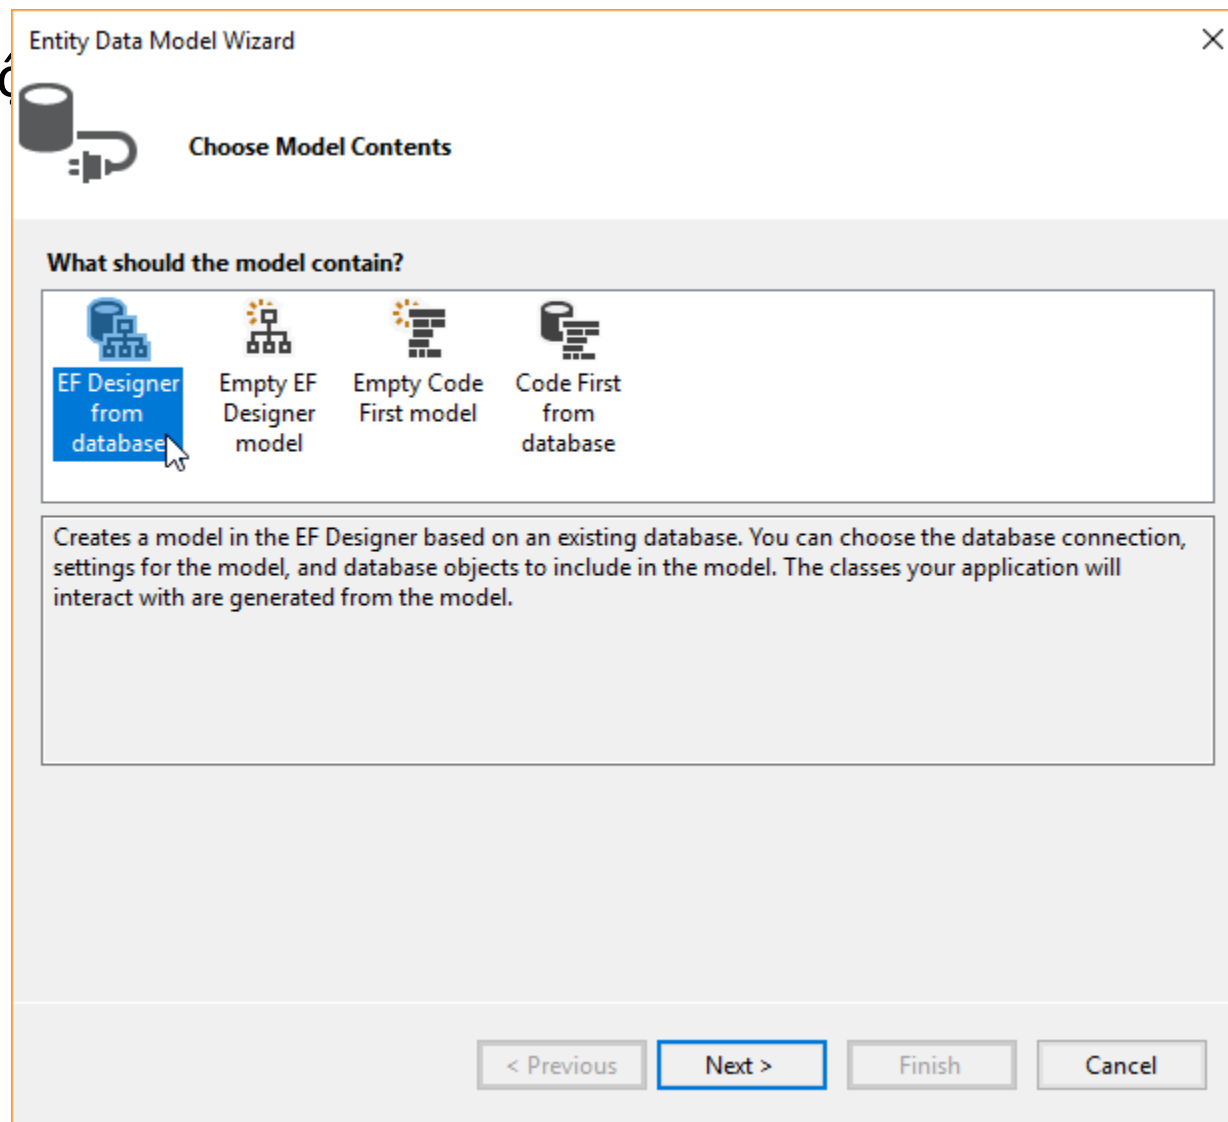 Entity Data Model Wizard
Choose Model Contents
What should the model contain?
EF Designer
from
database
Empty EF
Designer
model
Empty Code
First model
Code First
from
database
Creates a model in the EF Designer based on an existing database. You can choose the database connection,
settings for the model, and database objects to include in the model. The classes your application will
interact with are generated from the model.
< Previous
Next >
Finish
Cancel